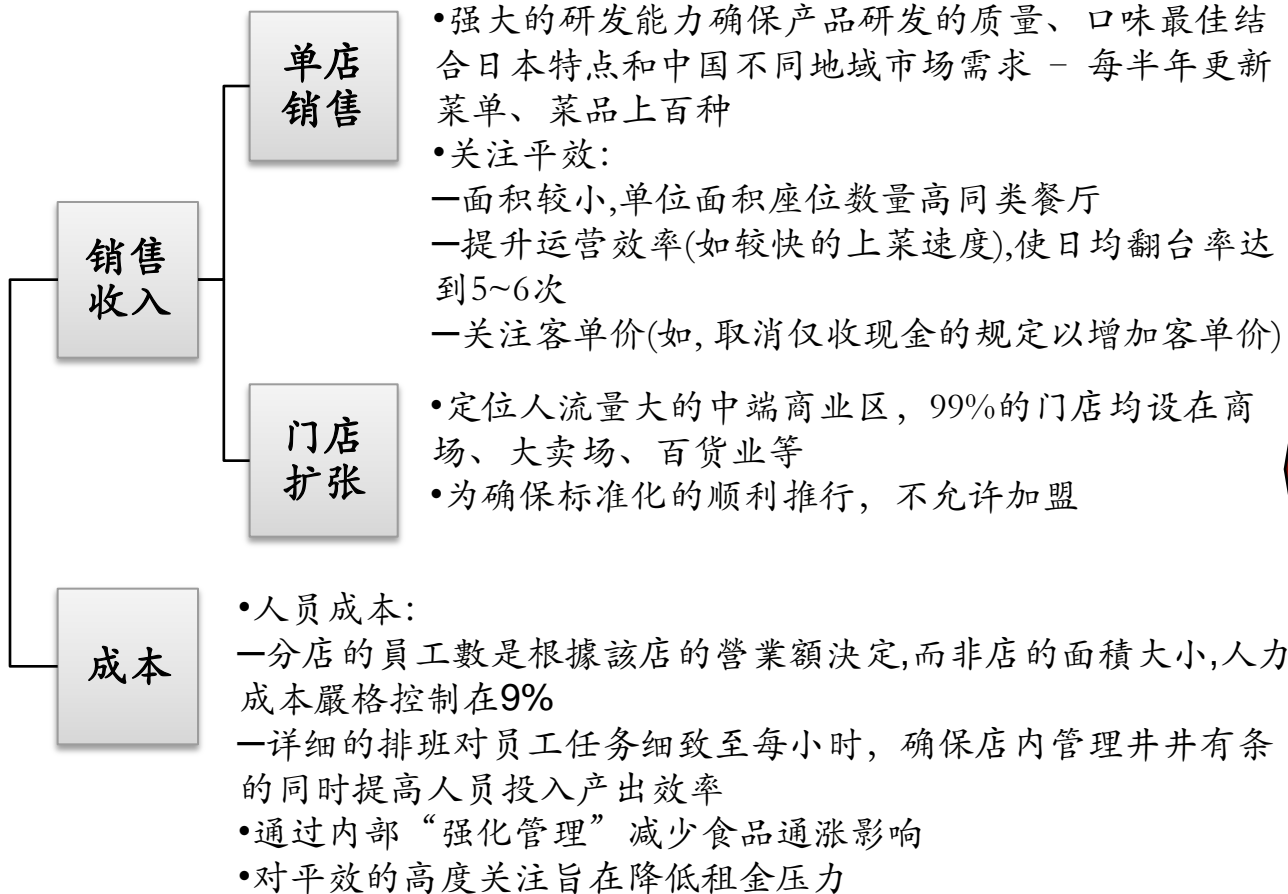 单店
销售
•强大的研发能力确保产品研发的质量、口味最佳结
合日本特点和中国不同地域市场需求 – 每半年更新
菜单、菜品上百种
•关注平效:
—面积较小,单位面积座位数量高同类餐厅
—提升运营效率(如较快的上菜速度),使日均翻台率达
到5~6次
—关注客单价(如, 取消仅收现金的规定以增加客单价)
销售
收入
门店
扩张
•定位人流量大的中端商业区，99%的门店均设在商
场、大卖场、百货业等
•为确保标准化的顺利推行，不允许加盟
成本
•人员成本:
—分店的員工數是根據該店的營業額決定,而非店的面積大小,人力
成本嚴格控制在9%
—详细的排班对员工任务细致至每小时，确保店内管理井井有条
的同时提高人员投入产出效率
•通过内部“强化管理”减少食品通涨影响
•对平效的高度关注旨在降低租金压力